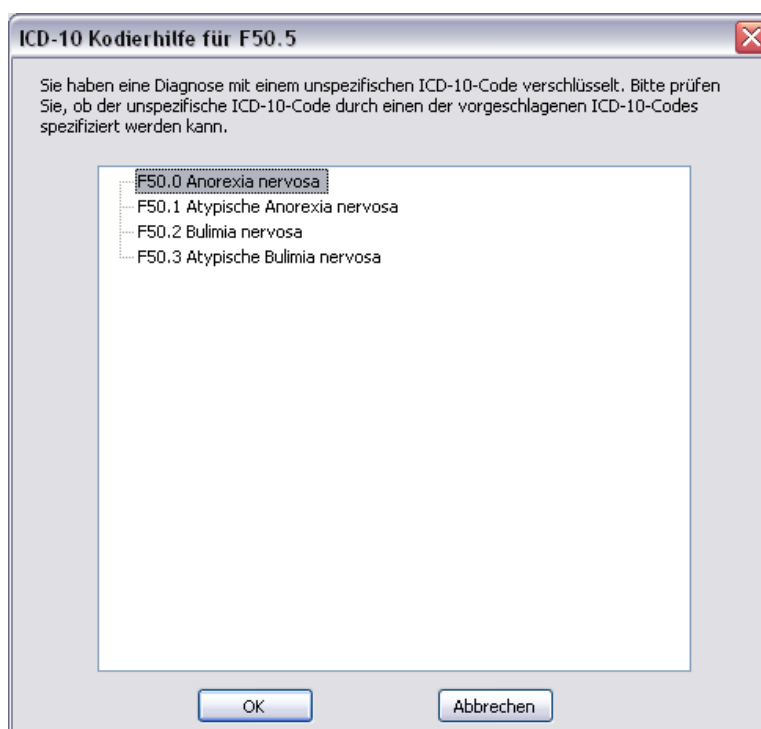 ICD-10 Kodierhilfe für F50.5
Sie haben eine Diagnose mit einem unspezifischen ICD-10-Code verschlüsselt. Bitte prüfen
Sie, ob der unspezifische ICD-10-Code durch einen der vorgeschlagenen ICD-10-Codes
spezifiziert werden kann.
F50.0 Anorexia nervosa
F50.1 Atypische Anorexia nervosa
F50.2 Bulimia nervosa
F50.3 Atypische Bulimia nervosa
OK
Abbrechen